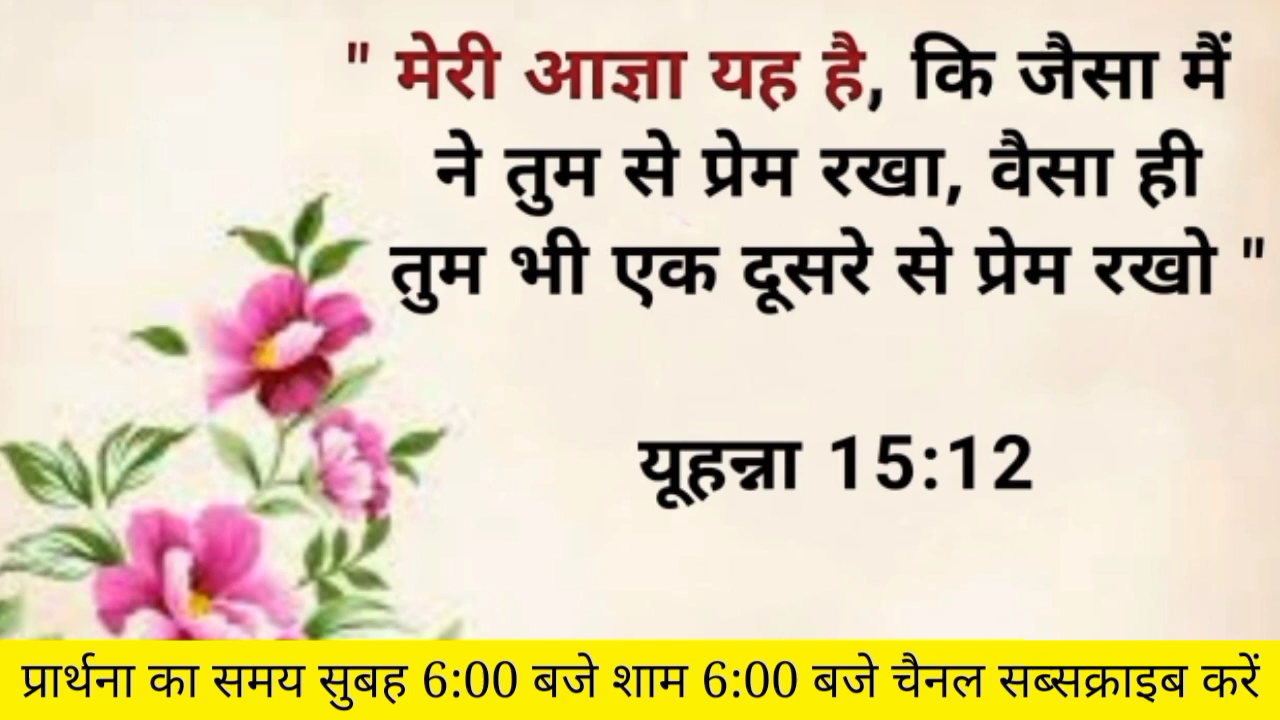 " मेरी आज्ञा यह है, कि जैसा मैं
ने तुम से प्रेम रखा, वैसा ही
तुम भी एक दूसरे से प्रेम रखो "
यूहन्ना 15:12
प्रार्थना का समय सुबह 6:00 बजे शाम 6:00 बजे चैनल सब्सक्राइब करें